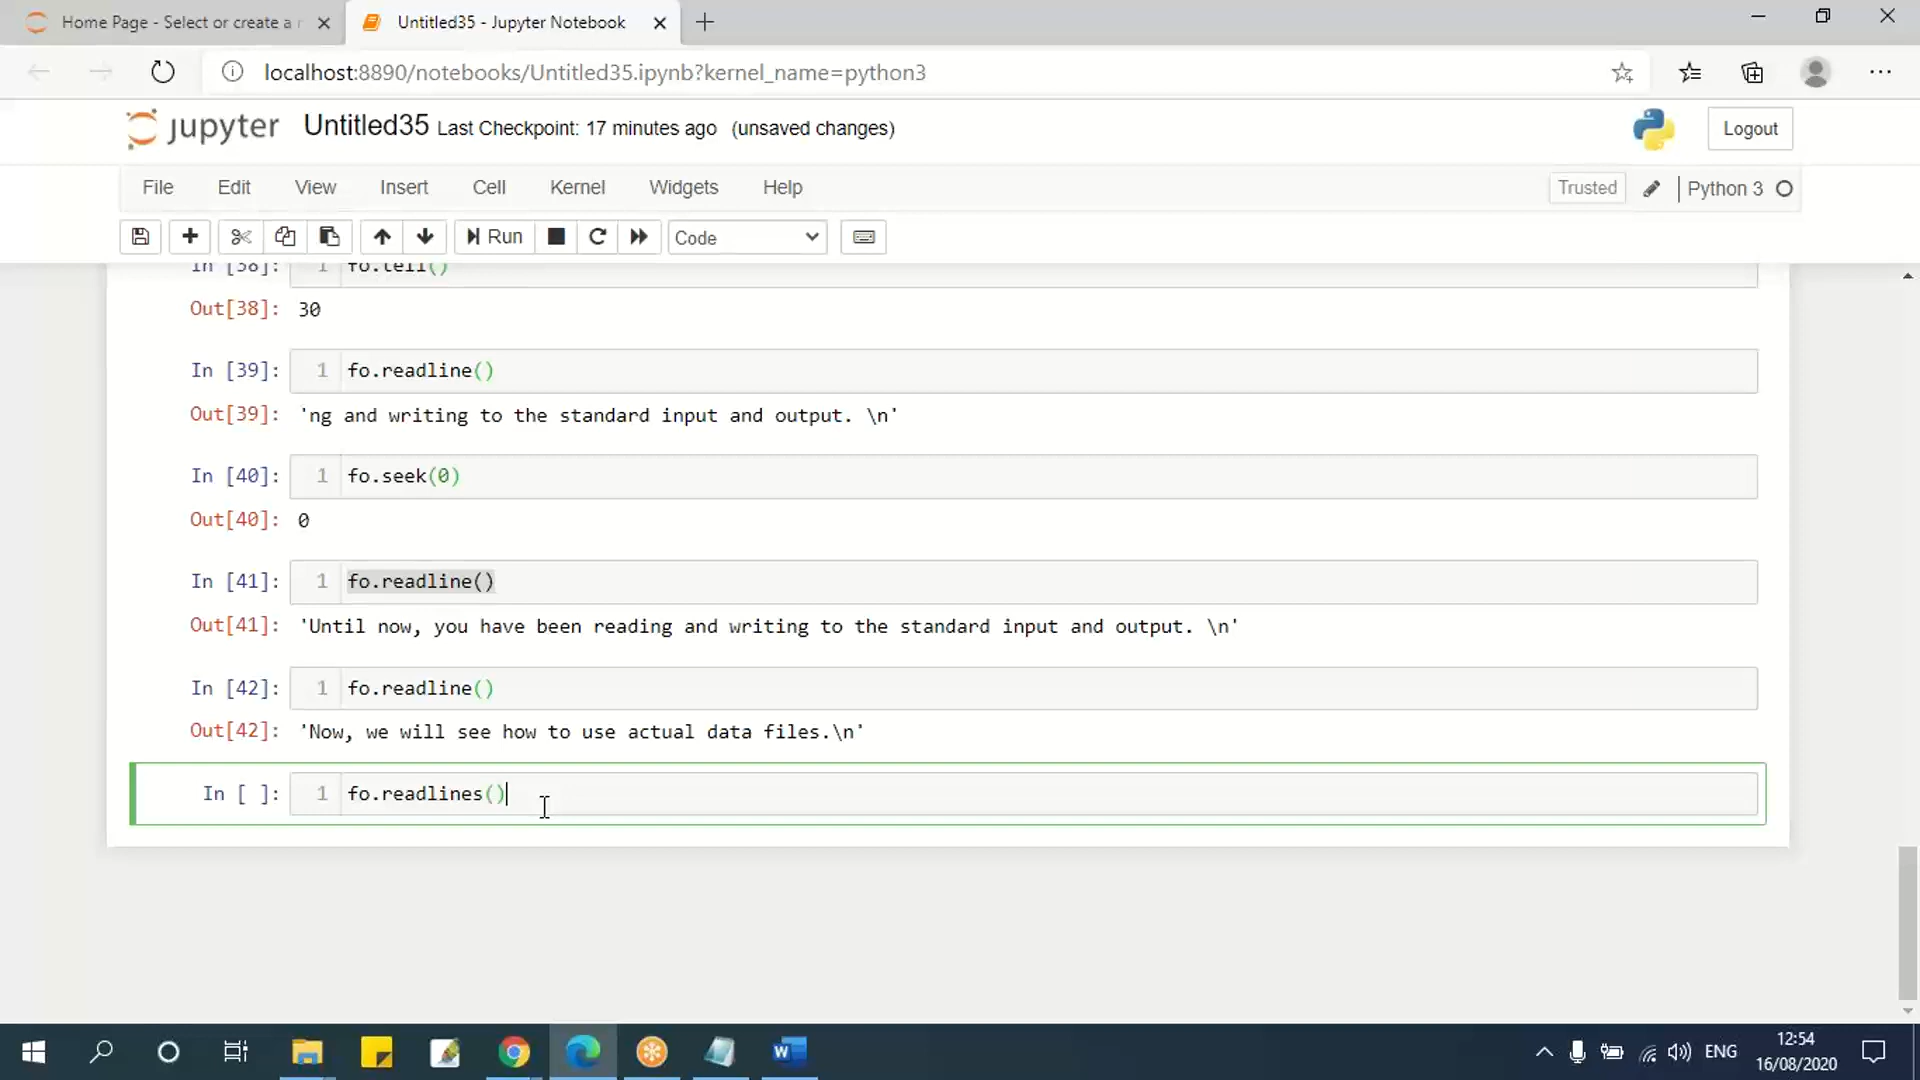 Home Page - Select or create a n
Untitled35 - Jupyter Notebook
localhost:8890/notebooks/Untitled35.ipynb?kernel_name=python3
jupyter Untitled35 Last Checkpoint: 17 minutes ago (unsaved changes)
Logout
File Edit View Insert Cell Kernel Widgets Help
Trusted Python 3
Run Code
In [38]: 1 fo.tell()
Out[38]: 30
In [39]: 1 fo.readline()
Out[39]: 'ng and writing to the standard input and output. \n'
In [40]: 1 fo.seek(0)
Out[40]: 0
In [41]: 1 fo.readline()
Out[41]: 'Until now, you have been reading and writing to the standard input and output. \n'
In [42]: 1 fo.readline()
Out[42]: 'Now, we will see how to use actual data files.\n'
In [ ]: 1 fo.readlines()
ENG
12:54
16/08/2020